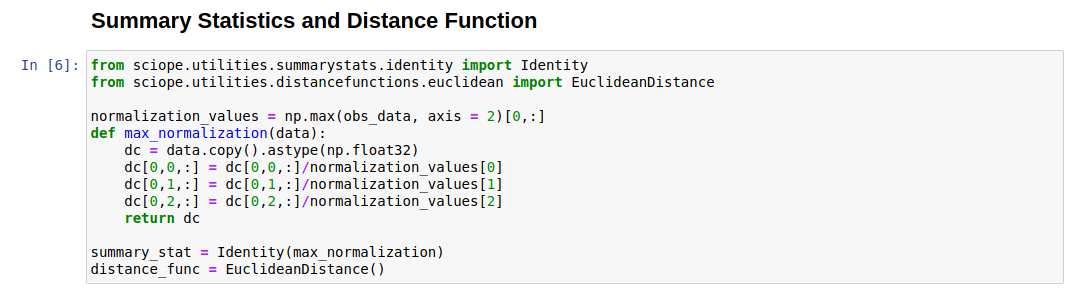 Summary Statistics and Distance Function
In [6]: from sciope.utilities.summarystats.identity import Identity
from sciope.utilities.distancefunctions.euclidean import EuclideanDistance

normalization_values = np.max(obs_data, axis = 2)[0,:]
def max_normalization(data):
    dc = data.copy().astype(np.float32)
    dc[0,0,:] = dc[0,0,:]/normalization_values[0]
    dc[0,1,:] = dc[0,1,:]/normalization_values[1]
    dc[0,2,:] = dc[0,2,:]/normalization_values[2]
    return dc

summary_stat = Identity(max_normalization)
distance_func = EuclideanDistance()